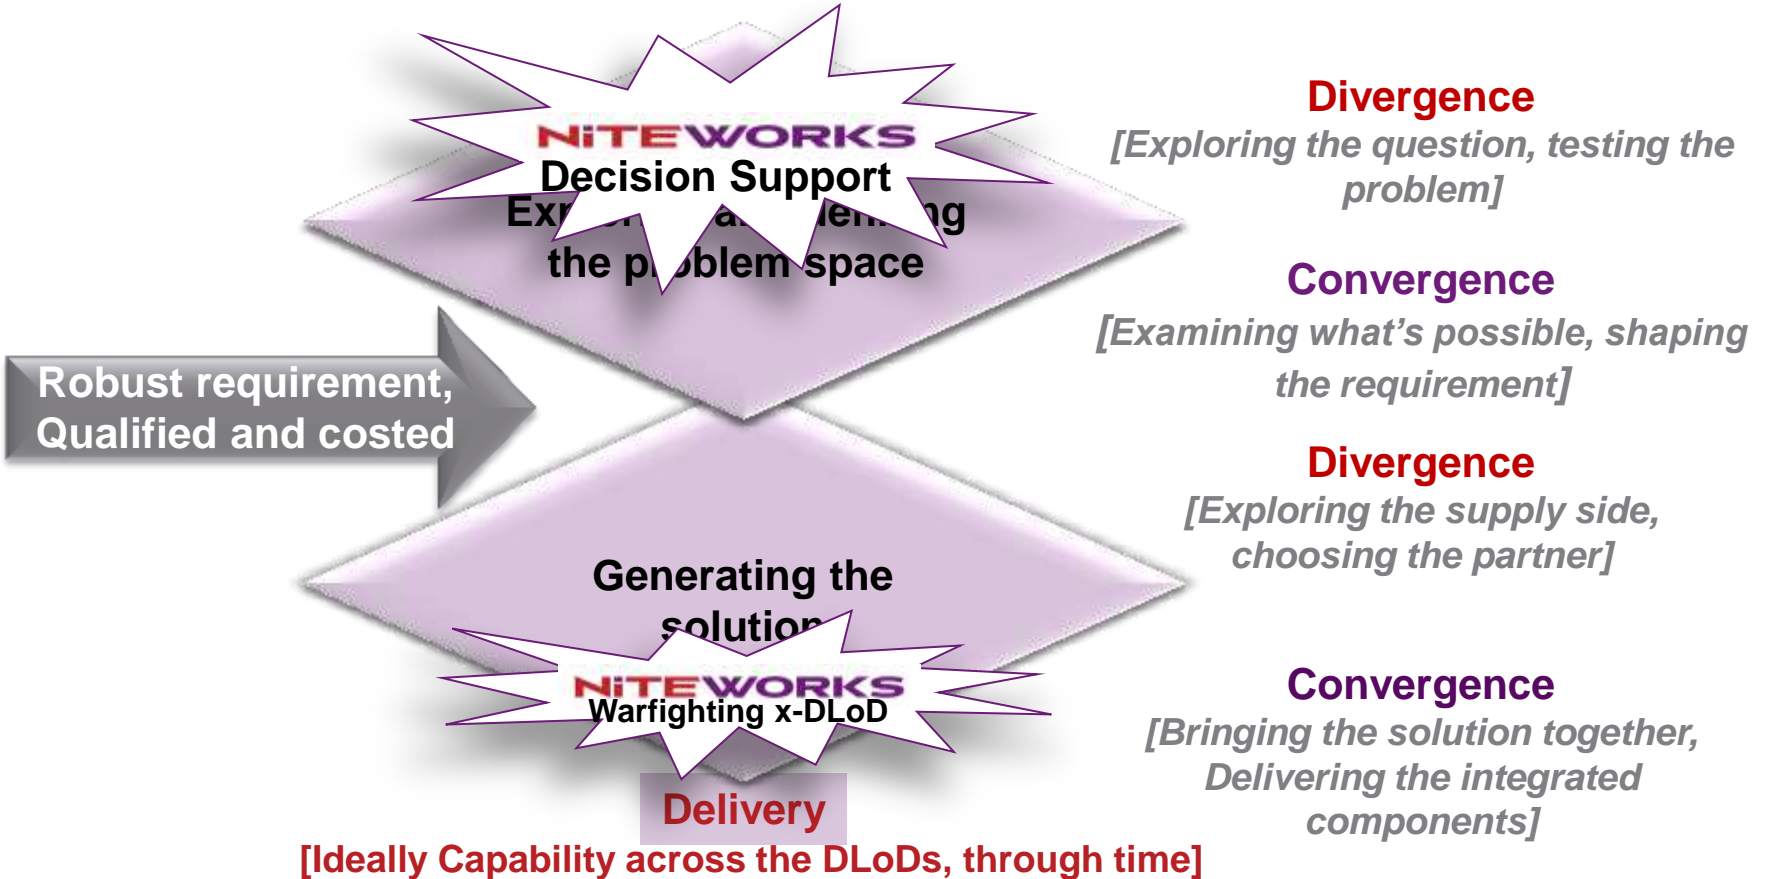 NiTEWORKS
Decision Support
the problem space
Robust requirement,
Qualified and costed
Generating the
solution
NiTEWORKS
Warfighting x-DLoD
Delivery
[Ideally Capability across the DLoDs, through time]
Divergence
[Exploring the question, testing the
problem]
Convergence
[Examining what’s possible, shaping
the requirement]
Divergence
[Exploring the supply side,
choosing the partner]
Convergence
[Bringing the solution together,
Delivering the integrated
components]